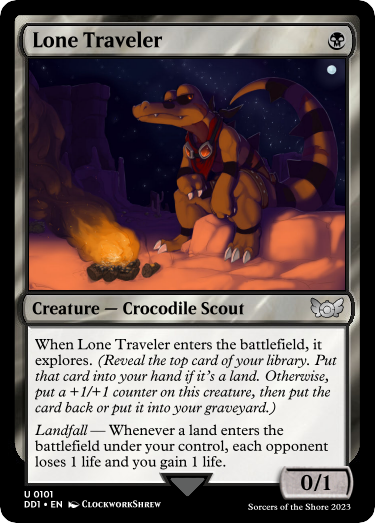 Lone Traveler
Creature — Crocodile Scout
When Lone Traveler enters the battlefield, it
explores. (Reveal the top card of your library. Put
that card into your hand if it's a land. Otherwise,
put a +1/+1 counter on this creature, then put the
card back or put it into your graveyard.)
Landfall — Whenever a land enters the
battlefield under your control, each opponent
loses 1 life and you gain 1 life.
0/1
U 0101
DD1 • EN ClockworkShrew
Sorcers of the Shore 2023